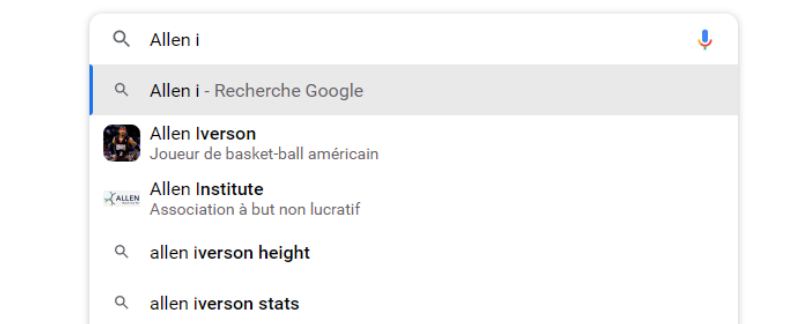 Allen i
Allen i - Recherche Google
Allen Iverson
Joueur de basket-ball américain
Allen Institute
ALLEN
Association à but non lucratif
allen iverson height
allen iverson stats